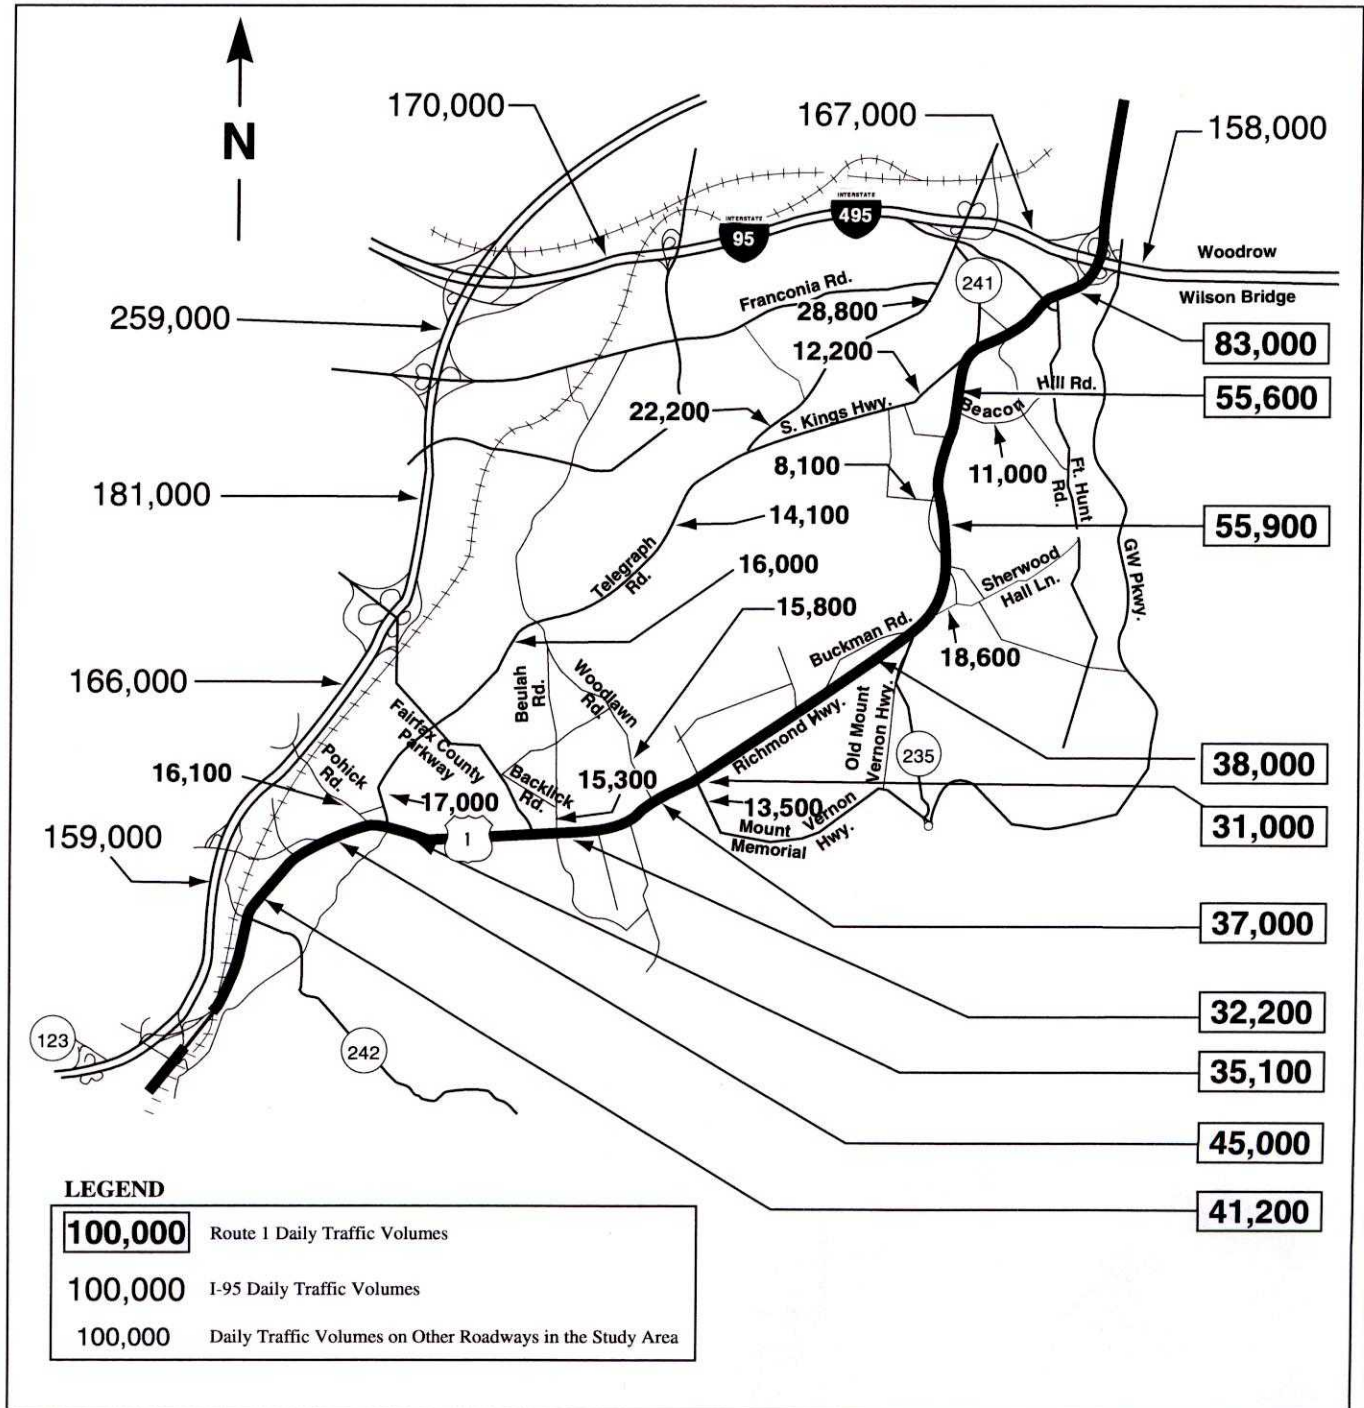 N
170,000
167,000
158,000
INTERSTATE
95
INTERSTATE
495
Woodrow
Wilson Bridge
241
Franconia Rd.
28,800
259,000
12,200
83,000
55,600
Hill Rd.
Beacon
22,200
S. Kings Hwy.
8,100
11,000
Ft. Hunt
Rd.
181,000
14,100
55,900
Telegraph
Rd.
16,000
GW Pkwy.
Sherwood
Hall Ln.
15,800
Buckman Rd.
18,600
166,000
Beulah
Rd.
Woodlawn
Rd.
Fairfax County
Parkway
Richmond Hwy.
Old Mount
Vernon Hwy.
235
38,000
Pohick
Rd.
16,100
17,000
Backlick
Rd.
15,300
13,500
Mount Vernon
Memorial Hwy.
31,000
159,000
1
37,000
32,200
123
242
35,100
45,000
41,200
LEGEND
100,000 Route 1 Daily Traffic Volumes
100,000 I-95 Daily Traffic Volumes
100,000 Daily Traffic Volumes on Other Roadways in the Study Area